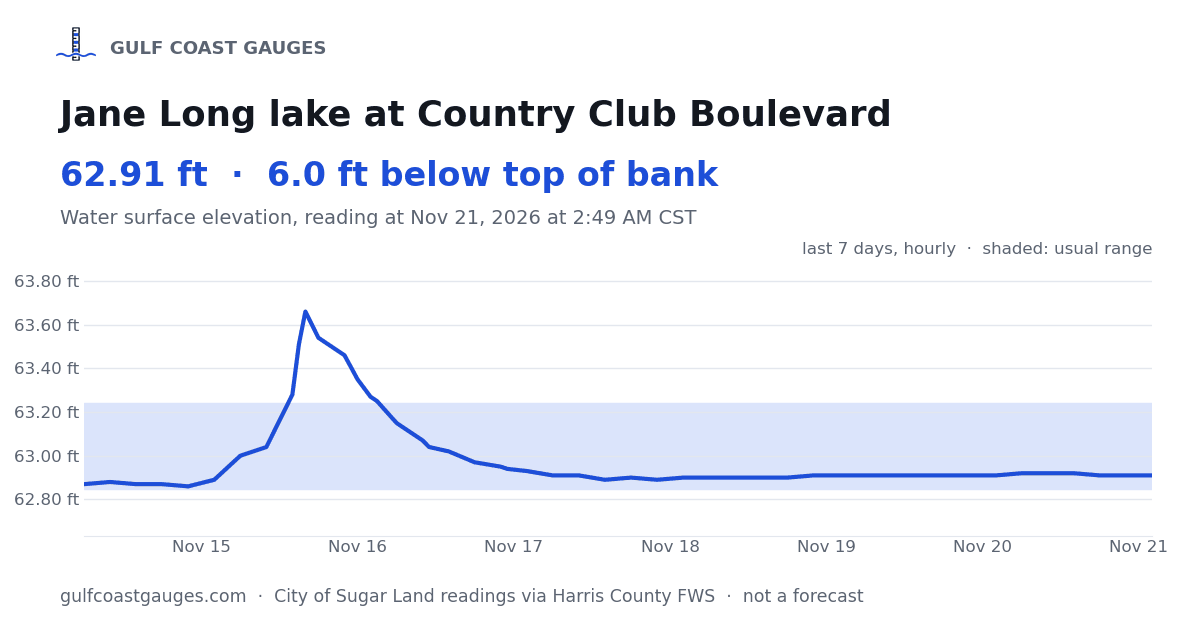 GULF COAST GAUGES
Jane Long lake at Country Club Boulevard
62.91 ft · 6.0 ft below top of bank
Water surface elevation, reading at Nov 21, 2026 at 2:49 AM CST
last 7 days, hourly · shaded: usual range
63.80 ft
63.60 ft
63.40 ft
63.20 ft
63.00 ft
62.80 ft
Nov 15 Nov 16 Nov 17 Nov 18 Nov 19 Nov 20 Nov 21
gulfcoastgauges.com · City of Sugar Land readings via Harris County FWS · not a forecast